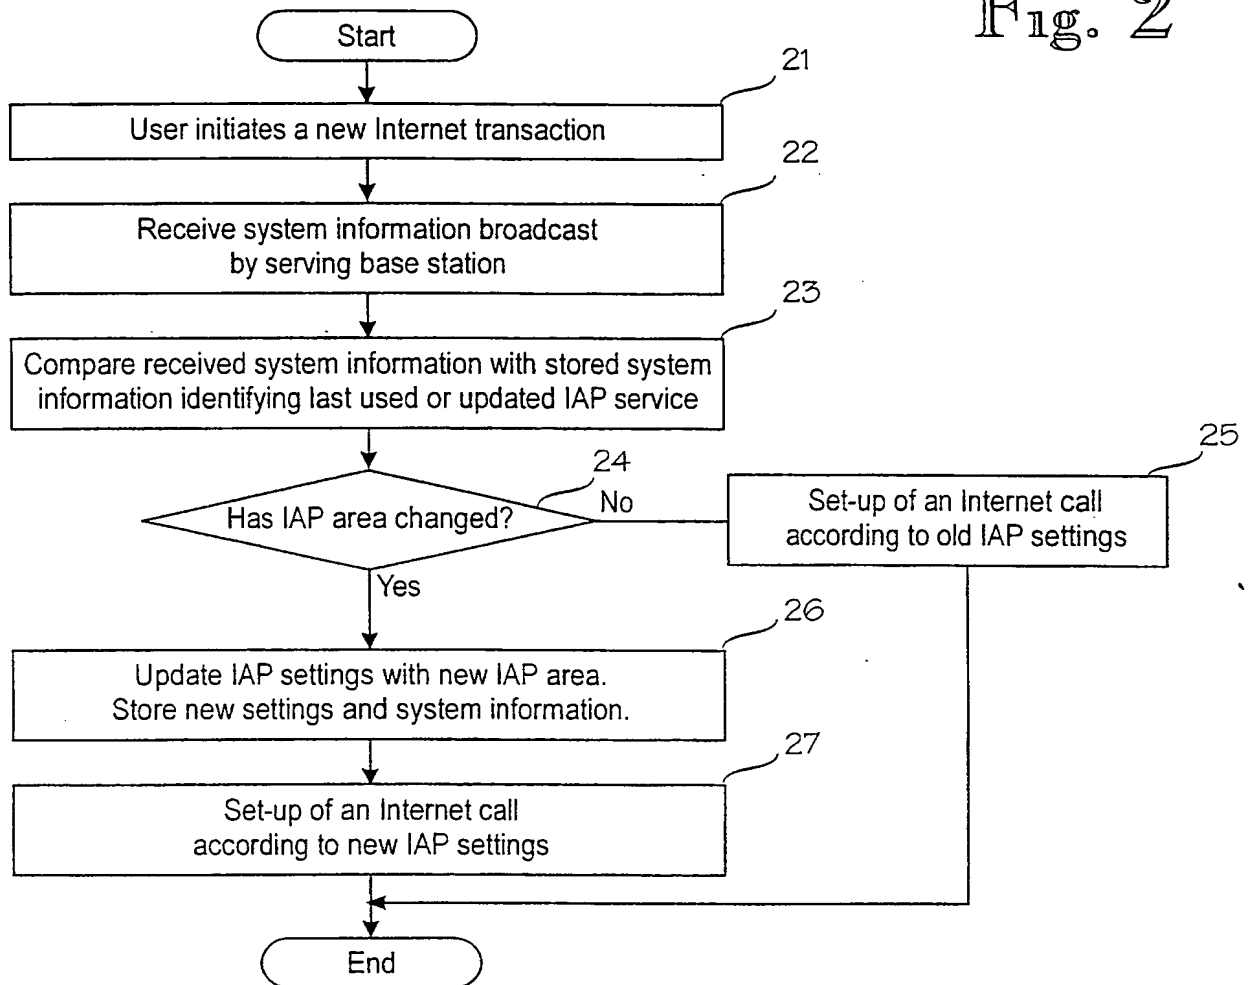 Fig. 2
Start
21
User initiates a new Internet transaction
22
Receive system information broadcast
by serving base station
23
Compare received system information with stored system
information identifying last used or updated IAP service
24
Has IAP area changed?
No
25
Set-up of an Internet call
according to old IAP settings
Yes
26
Update IAP settings with new IAP area.
Store new settings and system information.
27
Set-up of an Internet call
according to new IAP settings
End